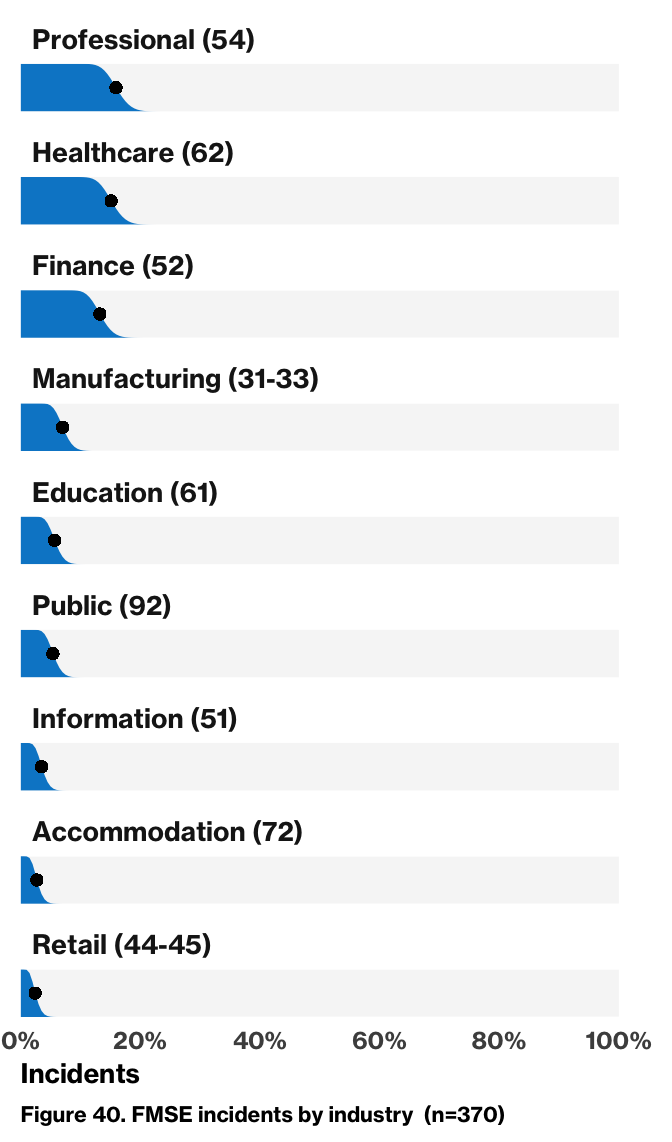 Professional (54)
Healthcare (62)
Finance (52)
Manufacturing (31-33)
Education (61)
Public (92)
Information (51)
Accommodation (72)
Retail (44-45)
0% 20% 40% 60% 80% 100%
Incidents
Figure 40. FMSE incidents by industry (n=370)